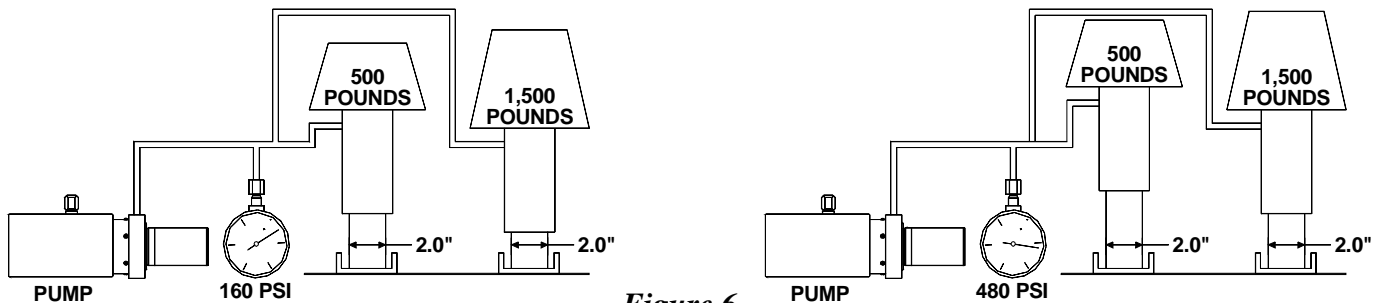 500
POUNDS
1,500
POUNDS
2.0"
2.0"
PUMP
160 PSI
500
POUNDS
1,500
POUNDS
2.0"
2.0"
PUMP
480 PSI
Figure 6